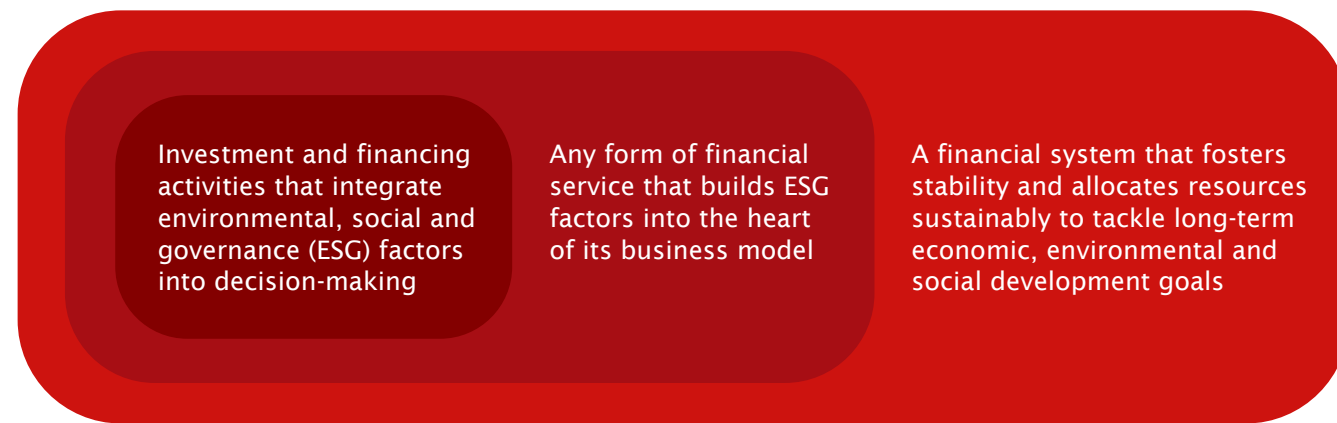 Investment and financing
activities that integrate
environmental, social and
governance (ESG) factors
into decision-making
Any form of financial
service that builds ESG
factors into the heart
of its business model
A financial system that fosters
stability and allocates resources
sustainably to tackle long-term
economic, environmental and
social development goals